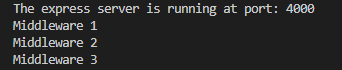 The express server is running at port: 4000
Middleware 1
Middleware 2
Middleware 3